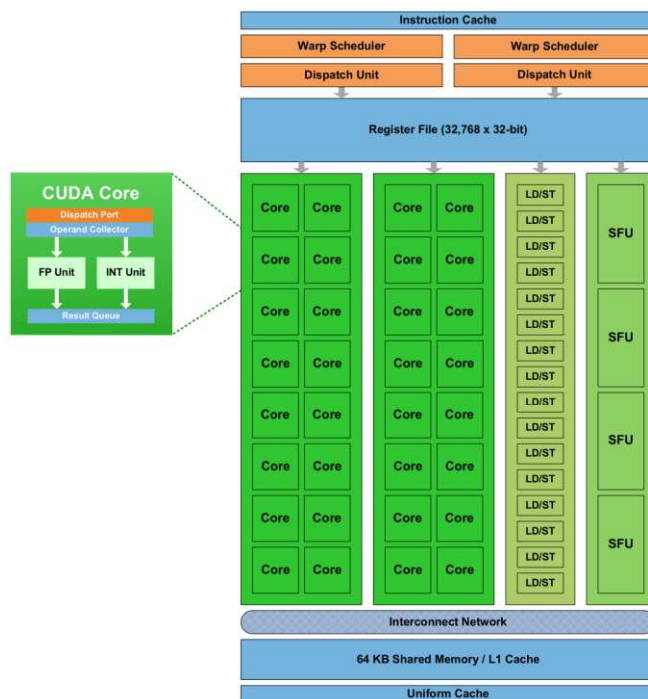 Instruction Cache
Warp Scheduler Warp Scheduler
Dispatch Unit Dispatch Unit
Register File (32,768 x 32-bit)
CUDA Core
Dispatch Port
Operand Collector
FP Unit INT Unit
Result Queue
Core Core Core Core LD/ST
LD/ST
SFU
Core Core Core Core LD/ST
LD/ST
Core Core Core Core LD/ST
LD/ST
SFU
Core Core Core Core LD/ST
LD/ST
Core Core Core Core LD/ST
LD/ST
SFU
Core Core Core Core LD/ST
LD/ST
Core Core Core Core LD/ST
LD/ST
SFU
Core Core Core Core LD/ST
LD/ST
Interconnect Network
64 KB Shared Memory / L1 Cache
Uniform Cache